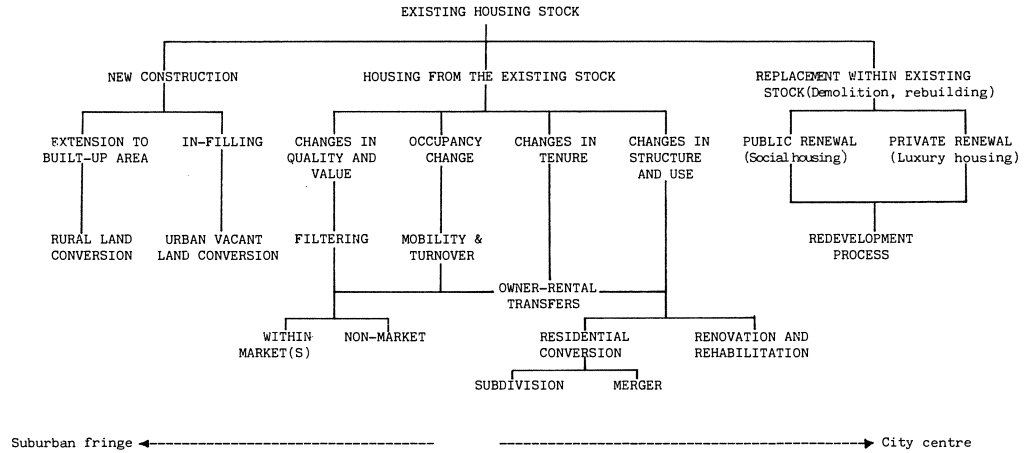 EXISTING HOUSING STOCK
NEW CONSTRUCTION
HOUSING FROM THE EXISTING STOCK
REPLACEMENT WITHIN EXISTING
STOCK(Demolition, rebuilding)
EXTENSION TO
BUILT-UP AREA
IN-FILLING
CHANGES IN
QUALITY AND
VALUE
OCCUPANCY
CHANGE
CHANGES IN
TENURE
CHANGES IN
STRUCTURE
AND USE
PUBLIC RENEWAL
(Social housing)
PRIVATE RENEWAL
(Luxury housing)
RURAL LAND
CONVERSION
URBAN VACANT
LAND CONVERSION
FILTERING
MOBILITY &
TURNOVER
REDEVELOPMENT
PROCESS
OWNER-RENTAL
TRANSFERS
WITHIN
MARKET(S)
NON-MARKET
RESIDENTIAL
CONVERSION
RENOVATION AND
REHABILITATION
SUBDIVISION
MERGER
Suburban fringe
City centre